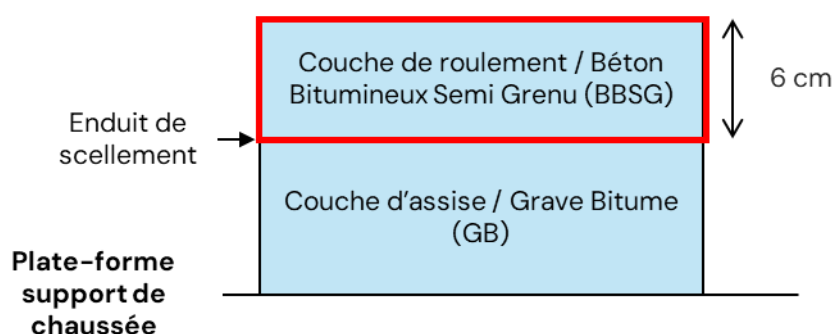 Couche de roulement / Béton
Bitumineux Semi Grenu (BBSG)
6 cm
Enduit de
scellement
Couche d’assise / Grave Bitume
(GB)
Plate-forme
support de
chaussée